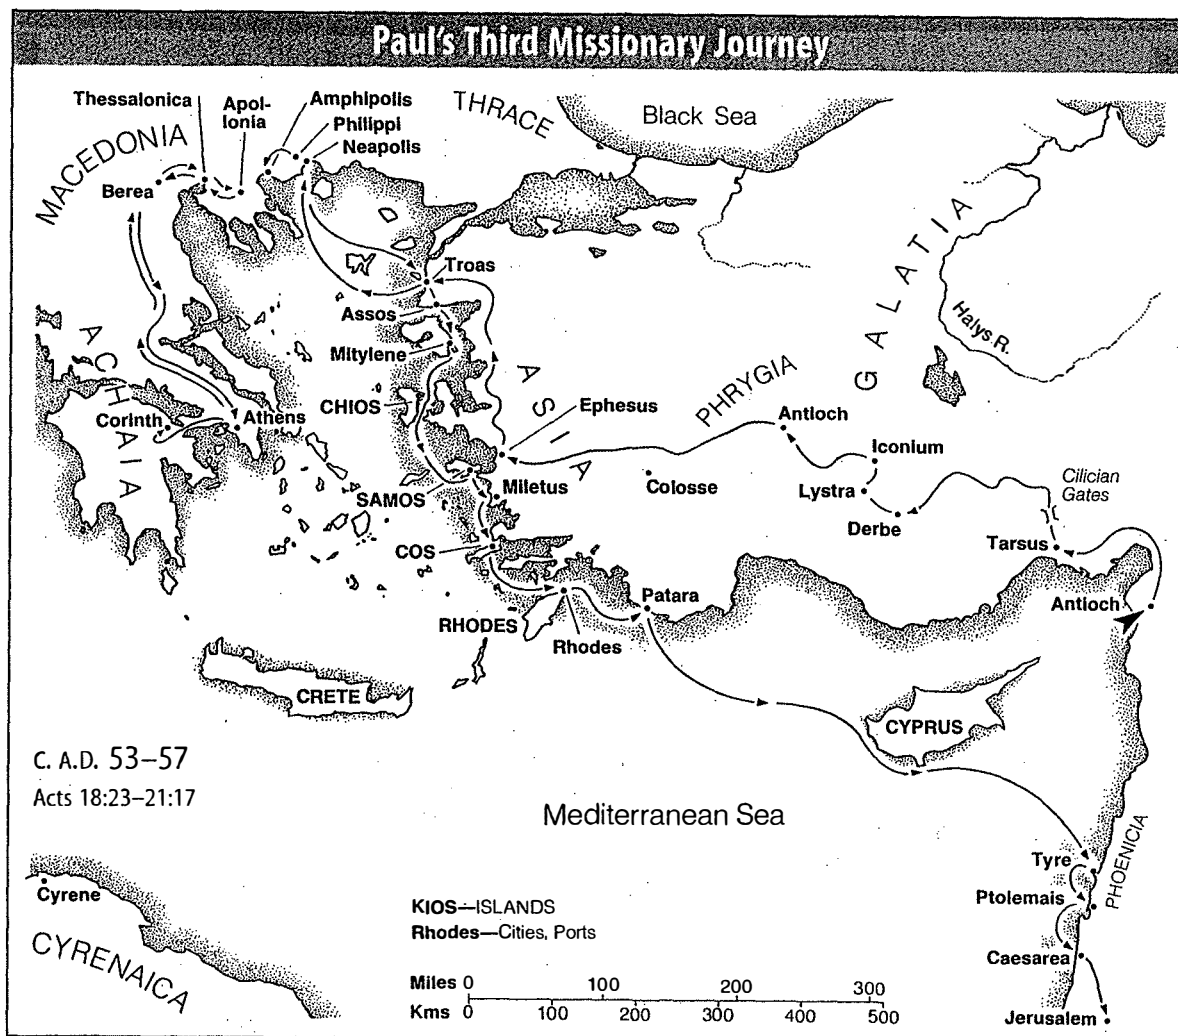 Paul's Third Missionary Journey
Thessalonica
Apol-
lonia
Amphipolis
Philippi
Neapolis
THRACE
Black Sea
MACEDONIA
Berea
GALATIA
Troas
Assos
Halys R.
Mitylene
ACHAIA
ASIA
PHRYGIA
CHIOS
Ephesus
Antioch
Corinth
Athens
Iconium
Cilician
Gates
SAMOS
Miletus
Colosse
Lystra
Derbe
COS
Tarsus
Patara
Antioch
RHODES
Rhodes
CRETE
CYPRUS
C. A.D. 53–57
Acts 18:23–21:17
Mediterranean Sea
Tyre
PHOENICIA
Ptolemais
Cyrene
KIOS—ISLANDS
Rhodes—Cities, Ports
CYRENAICA
Caesarea
Miles 0 100 200 300
Kms 0 100 200 300 400 500
Jerusalem